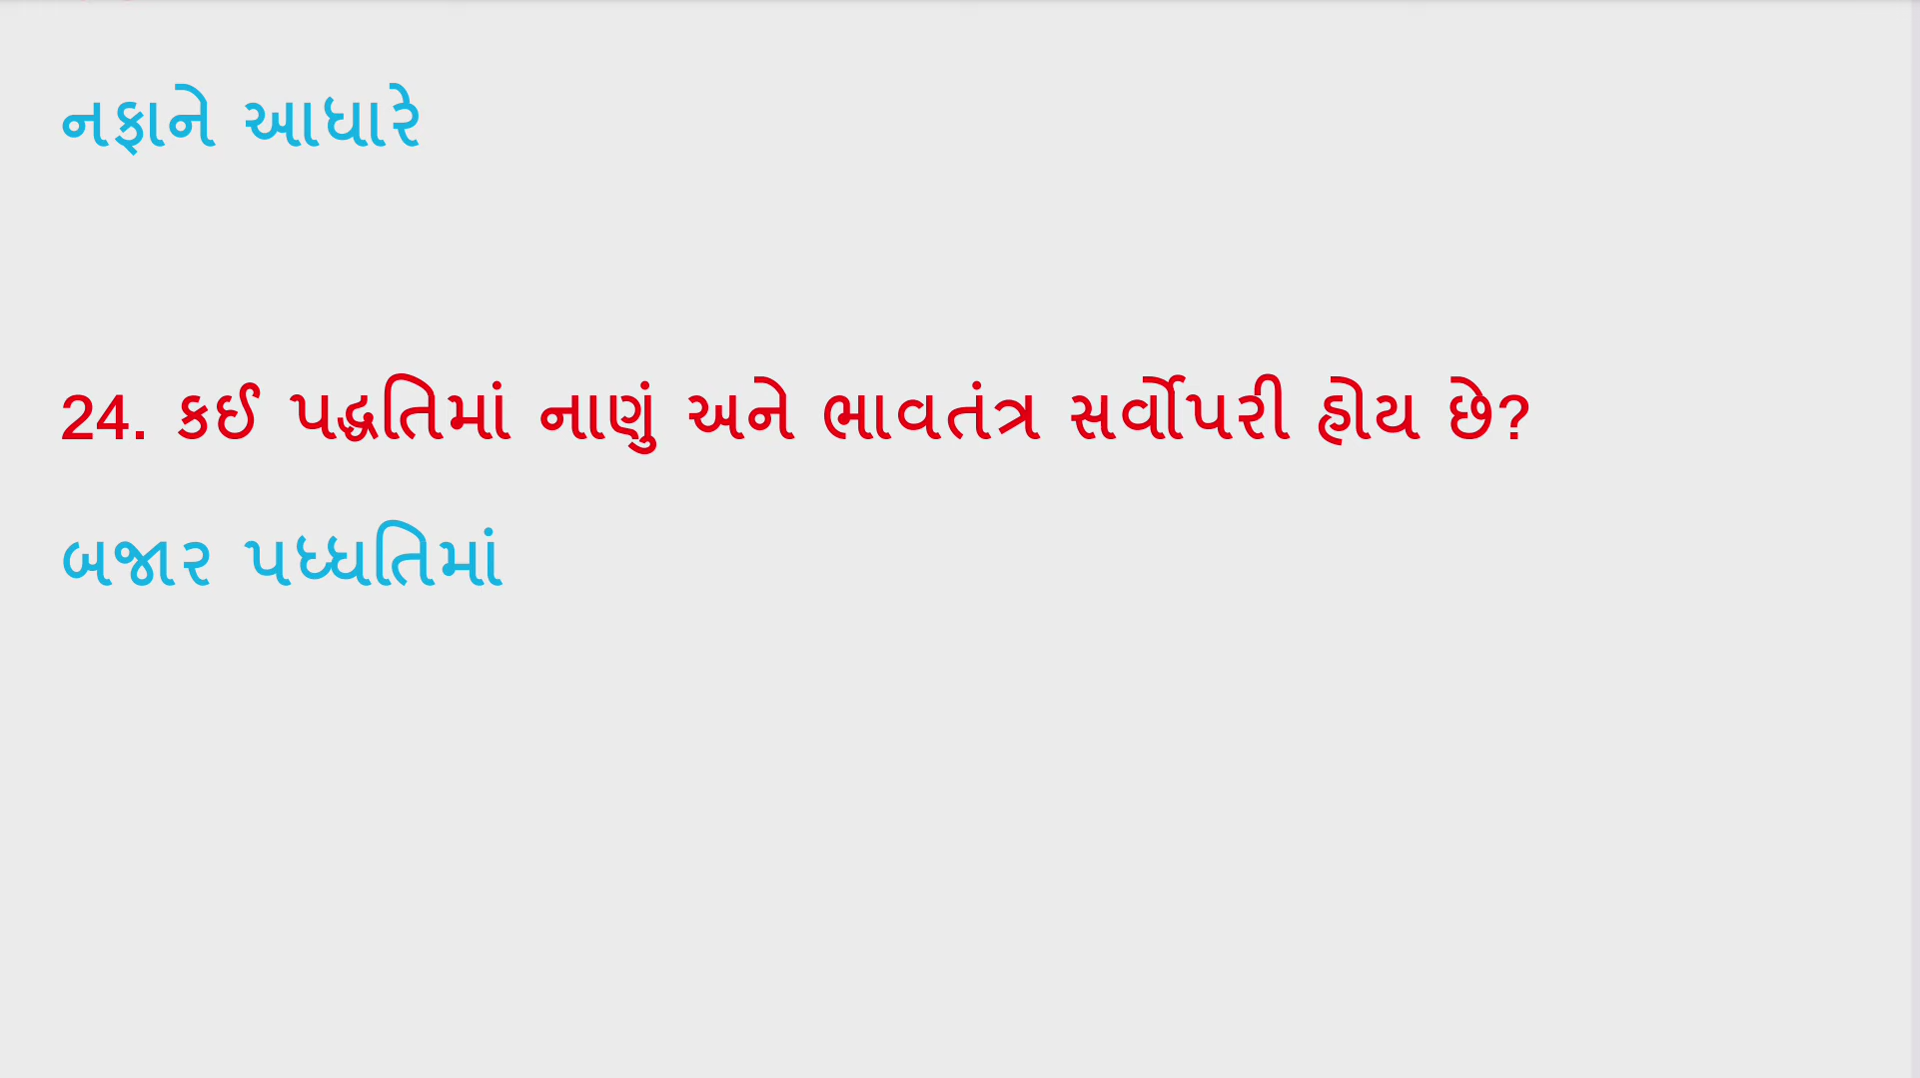 નફાને આધારે
24. કઈ પદ્ધતિમાં નાણું અને ભાવતંત્ર સર્વોપરી હોય છે?
બજાર પધ્ધતિમાં